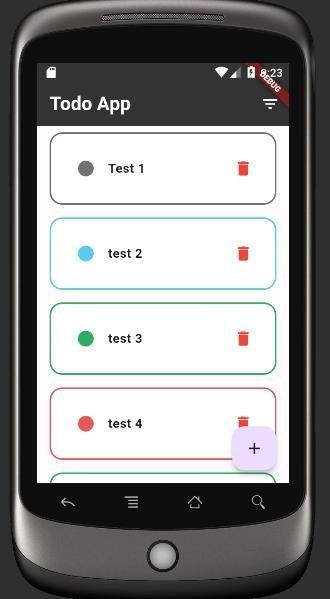 8:23
DEBUG
Todo App
Test 1
test 2
test 3
test 4
+